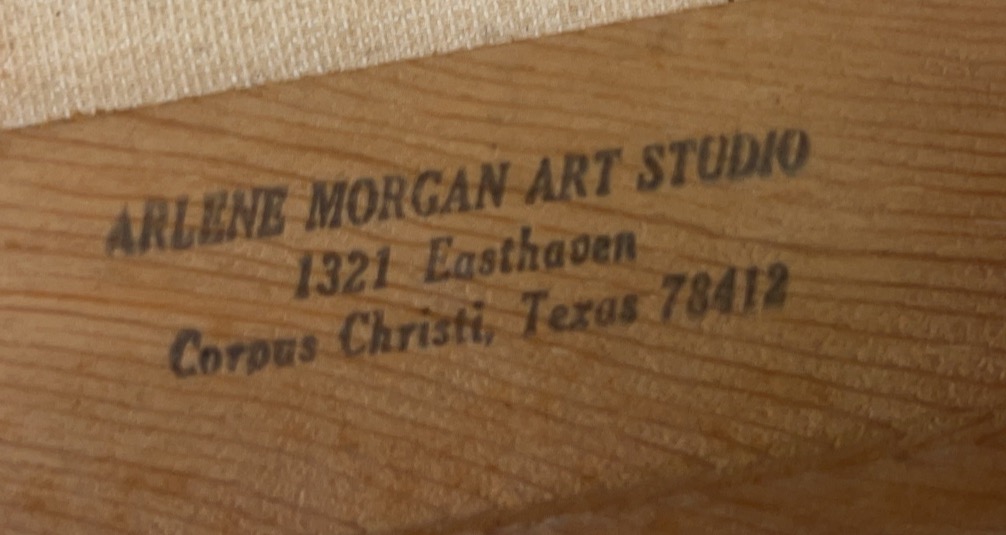 ARLENE MORGAN ART STUDIO
1321 Easthaven
Corpus Christi, Texas 78412